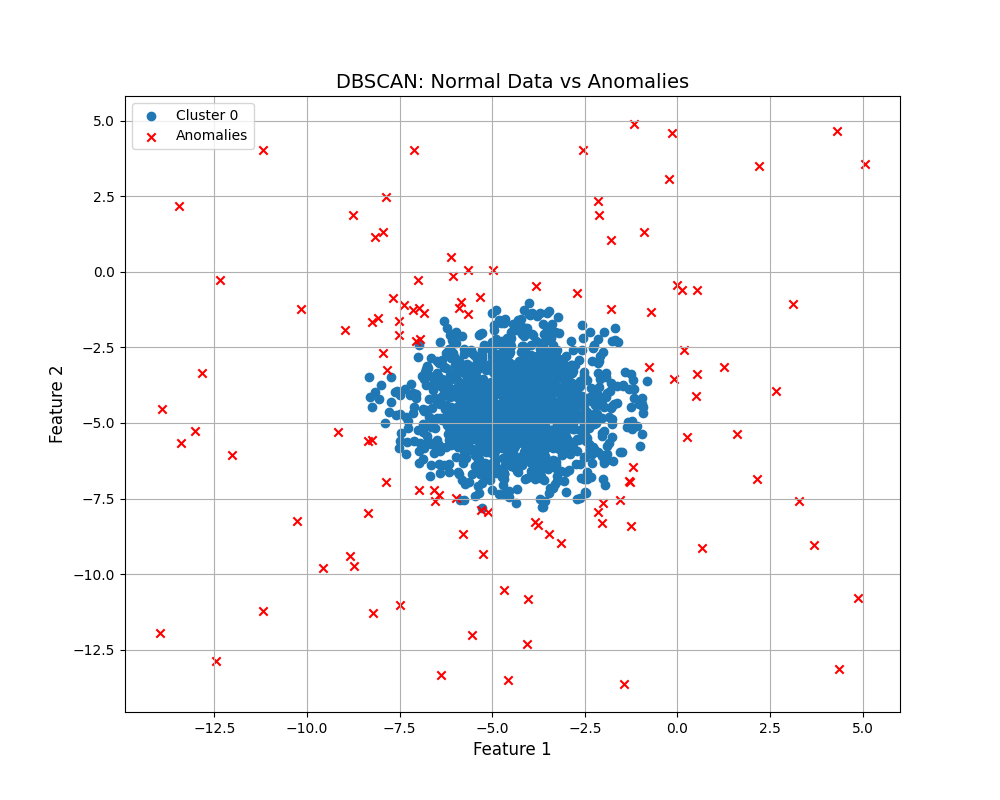 DBSCAN: Normal Data vs Anomalies
Cluster 0
Anomalies
5.0
2.5
0.0
−2.5
−5.0
−7.5
−10.0
−12.5
Feature 2
−12.5 −10.0 −7.5 −5.0 −2.5 0.0 2.5 5.0
Feature 1